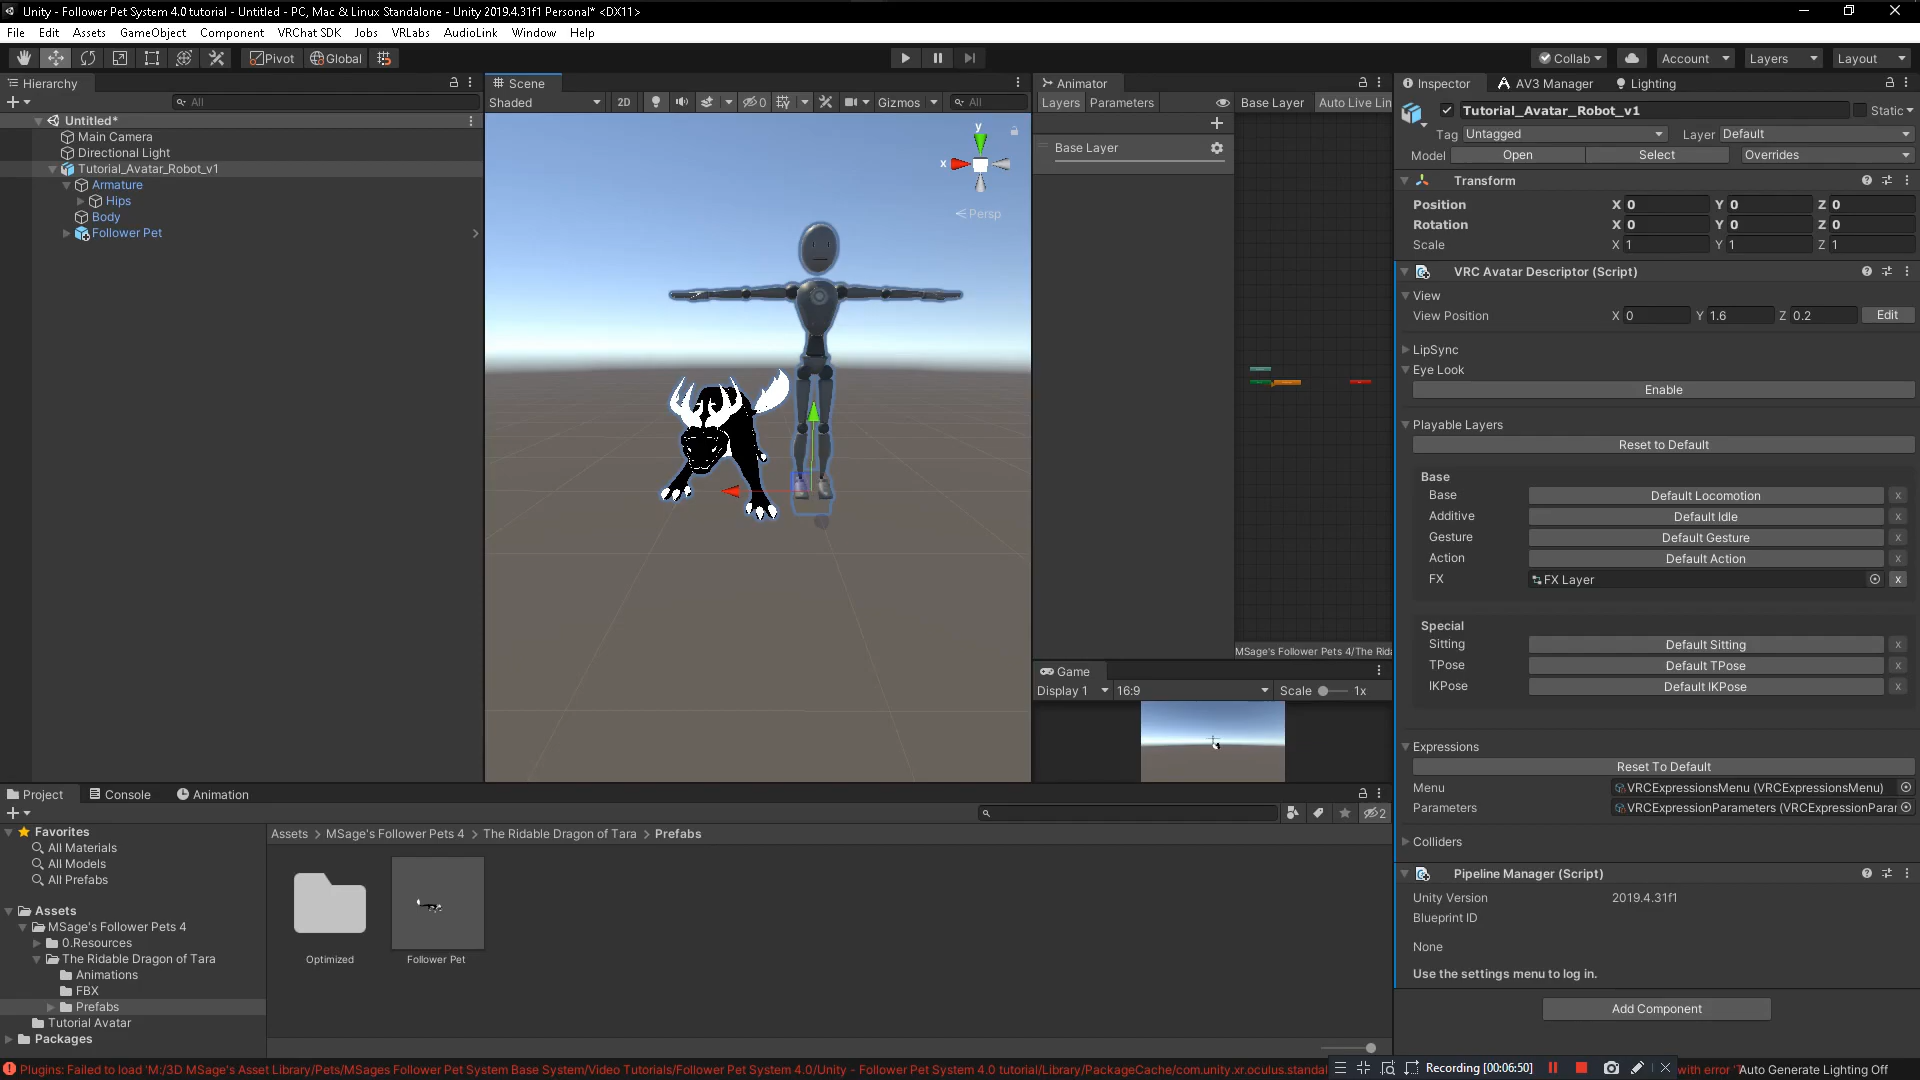 Unity - Follower Pet System 4.0 tutorial - Untitled - PC, Mac & Linux Standalone - Unity 2019.4.31f1 Personal* <DX11>
File Edit Assets GameObject Component VRChat SDK Jobs VRLabs AudioLink Window Help
Pivot Global Collab Account Layers Layout
Hierarchy
All
Untitled*
Main Camera
Directional Light
Tutorial_Avatar_Robot_v1
Armature
Hips
Body
Follower Pet
Scene
Shaded 2D 0 Gizmos All
y
x
Persp
Animator
Layers Parameters Base Layer Auto Live Lin
Base Layer
MSage's Follower Pets 4/The Rida
Game
Display 1 16:9 Scale 1x
Inspector AV3 Manager Lighting
Tutorial_Avatar_Robot_v1 Static
Tag Untagged Layer Default
Model Open Select Overrides
Transform
Position X 0 Y 0 Z 0
Rotation X 0 Y 0 Z 0
Scale X 1 Y 1 Z 1
VRC Avatar Descriptor (Script)
View
View Position X 0 Y 1.6 Z 0.2 Edit
LipSync
Eye Look
Enable
Playable Layers
Reset to Default
Base
Base Default Locomotion x
Additive Default Idle x
Gesture Default Gesture x
Action Default Action x
FX FX Layer x
Special
Sitting Default Sitting x
TPose Default TPose x
IKPose Default IKPose x
Expressions
Reset To Default
Menu VRCExpressionsMenu (VRCExpressionsMenu)
Parameters VRCExpressionParameters (VRCExpressionParar
Colliders
Pipeline Manager (Script)
Unity Version 2019.4.31f1
Blueprint ID
None
Use the settings menu to log in.
Add Component
Project Console Animation
2
Favorites
All Materials
All Models
All Prefabs
Assets
MSage's Follower Pets 4
0.Resources
The Ridable Dragon of Tara
Animations
FBX
Prefabs
Tutorial Avatar
Packages
Assets > MSage's Follower Pets 4 > The Ridable Dragon of Tara > Prefabs
Optimized
Follower Pet
Plugins: Failed to load 'M:/3D MSage's Asset Library/Pets/MSages Follower Pet System Base System/Video Tutorials/Follower Pet System 4.0/Unity - Follower Pet System 4.0 tutorial/Library/PackageCache/com.unity.xr.oculus.standal
Recording [00:06:50]
with error 'T
Auto Generate Lighting Off